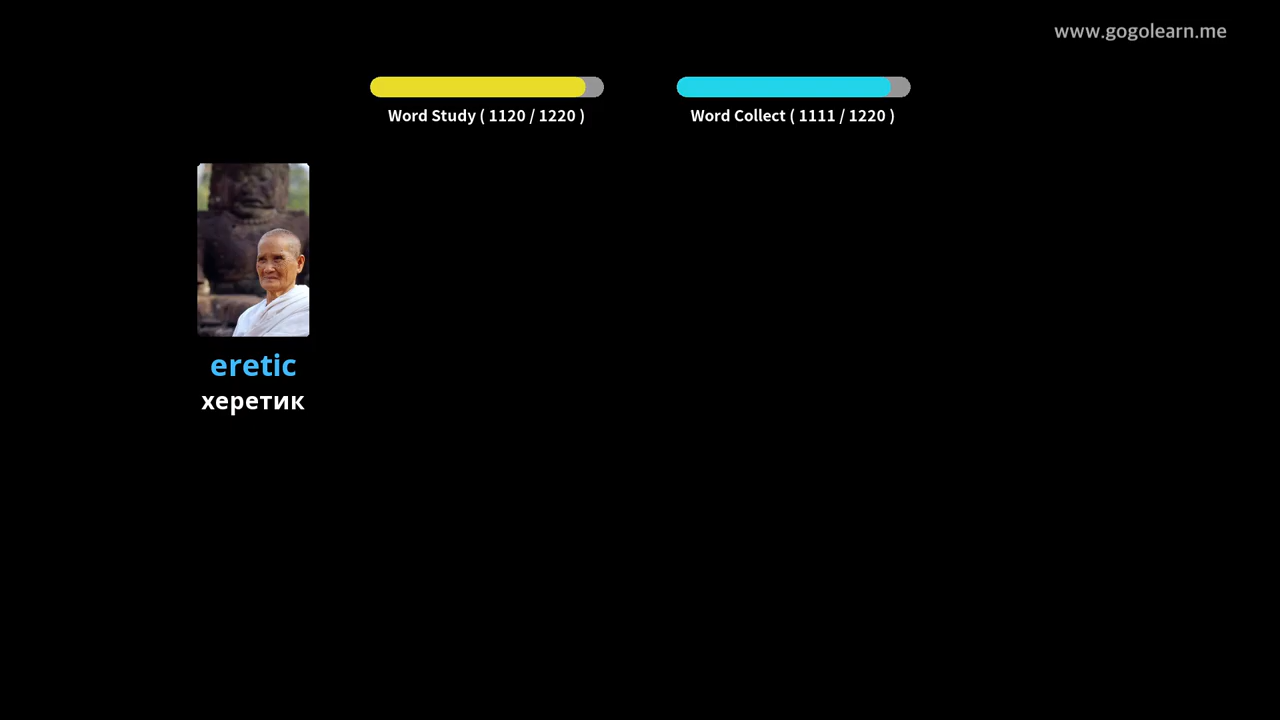 www.gogolearn.me
Word Study ( 1120 / 1220 )
Word Collect ( 1111 / 1220 )
eretic
херетик